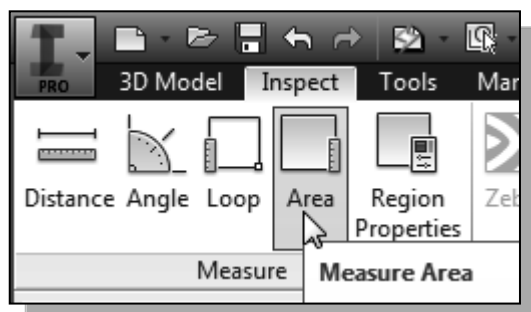 I
PRO
3D Model Inspect Tools Mar
Distance Angle Loop Area Region Properties Zeb
Measure
Measure Area